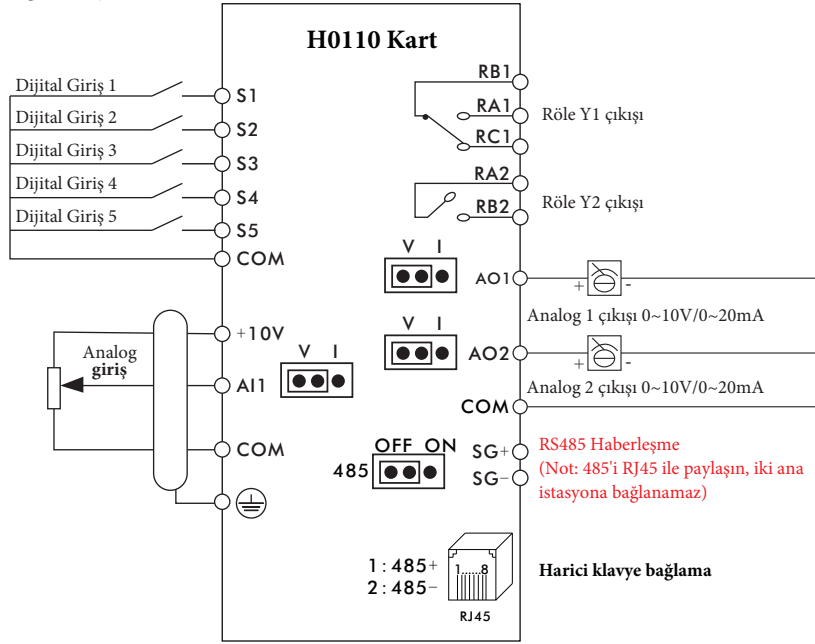 H0110 Kart
Dijital Giriş 1
Dijital Giriş 2
Dijital Giriş 3
Dijital Giriş 4
Dijital Giriş 5
S1
S2
S3
S4
S5
COM
+10V
Analog
giriş
AI1
COM
V I
RB1
RA1
RC1
Röle Y1 çıkışı
RA2
RB2
Röle Y2 çıkışı
V I
AO1
+ -
Analog 1 çıkışı 0~10V/0~20mA
V I
AO2
+ -
Analog 2 çıkışı 0~10V/0~20mA
COM
OFF ON
485
SG+
SG-
RS485 Haberleşme
(Not: 485'i RJ45 ile paylaşın, iki ana
istasyona bağlanamaz)
1:485+
2:485-
1.....8
RJ45
Harici klavye bağlama